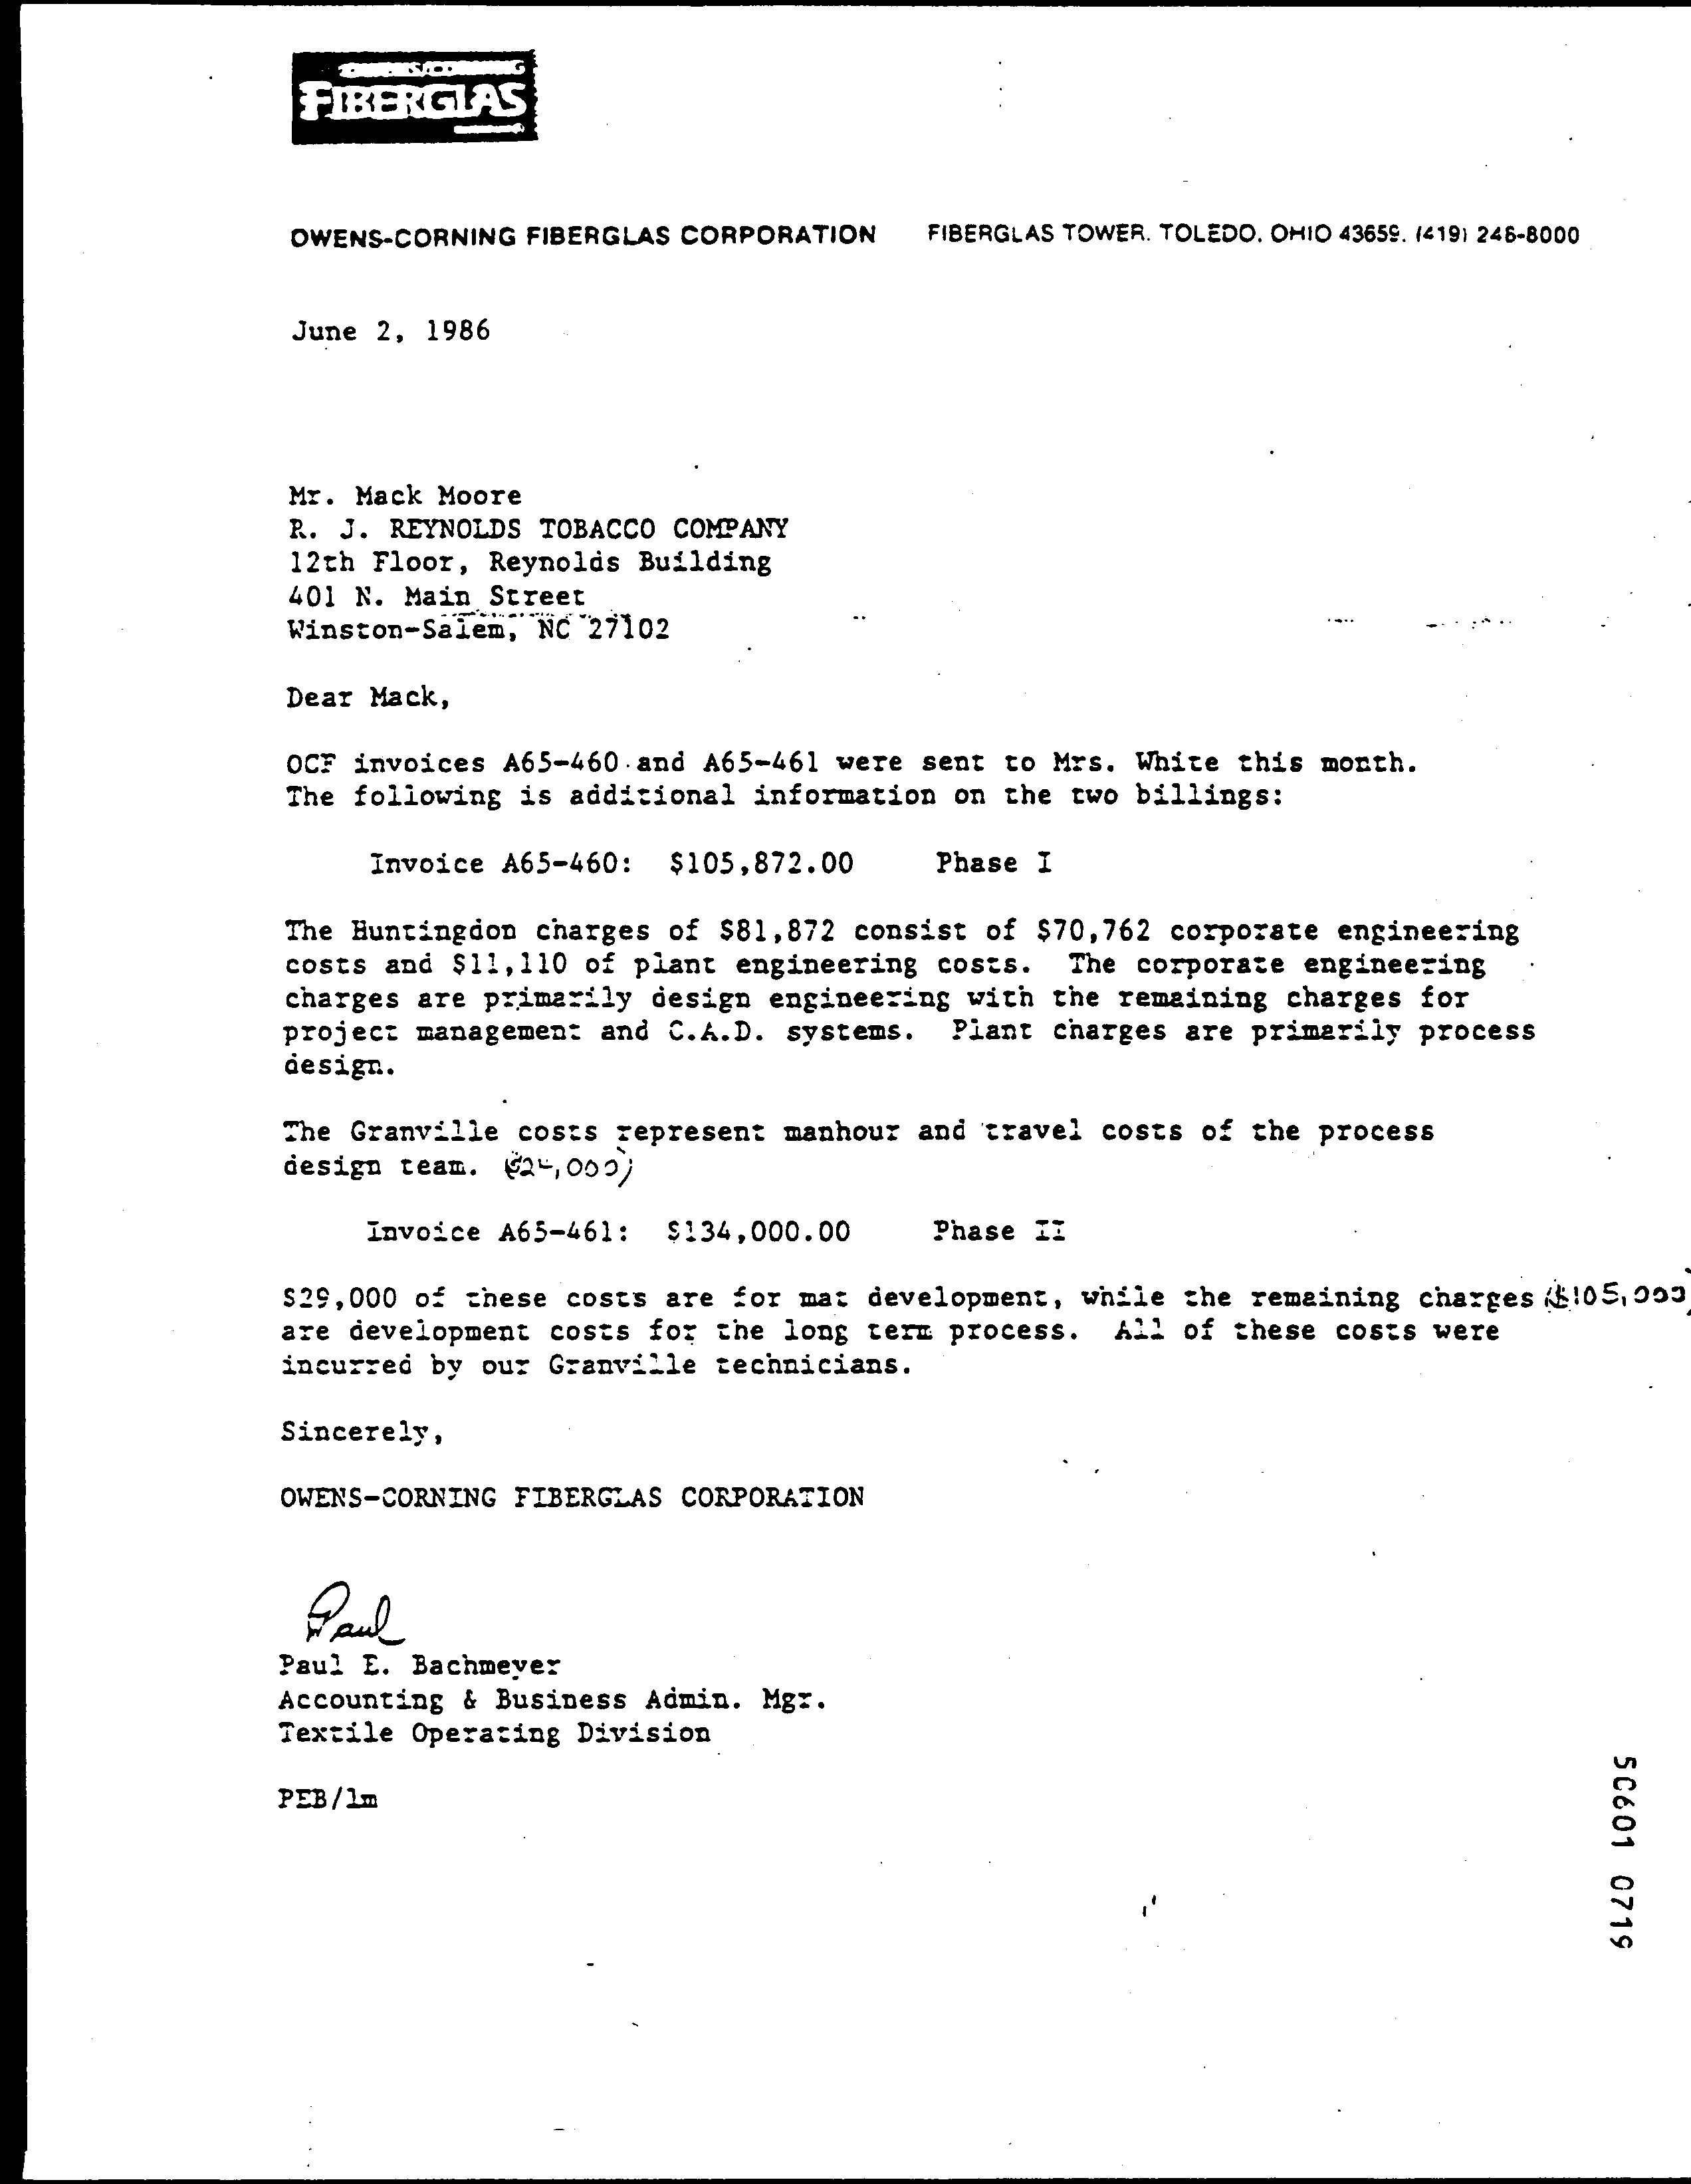 FIBERGLAS
OWENS-CORNING FIBERGLAS CORPORATION FIBERGLAS TOWER, TOLEDO, OHIO 43659, (419) 248-8000
June 2, 1986
Mr. Mack Moore
R. J. REYNOLDS TOBACCO COMPANY
12th Floor, Reynolds Building
401 N. Main Street
Winston-Salem, NC 27102
Dear Mack,
OCF invoices A65-460 and A65-461 were sent to Mrs. White this month.
The following is additional information on the two billings:
Invoice A65-460: $105,872.00 Phase I
The Huntingdon charges of $81,872 consist of $70,762 corporate engineering
costs and $11,110 of plant engineering costs. The corporate engineering
charges are primarily design engineering with the remaining charges for
project management and C.A.D. systems. Plant charges are primarily process
design.
The Granville costs represent manhour and travel costs of the process
design team. ($24,000)
Invoice A65-461: $134,000.00 Phase II
$29,000 of these costs are for mat development, while the remaining charges ($105,000)
are development costs for the long term process. All of these costs were
incurred by our Granville technicians.
Sincerely,
OWENS-CORNING FIBERGLAS CORPORATION
Paul
Paul E. Bachmeyer
Accounting & Business Admin. Mgr.
Textile Operating Division
PEB/lm
50601 0719